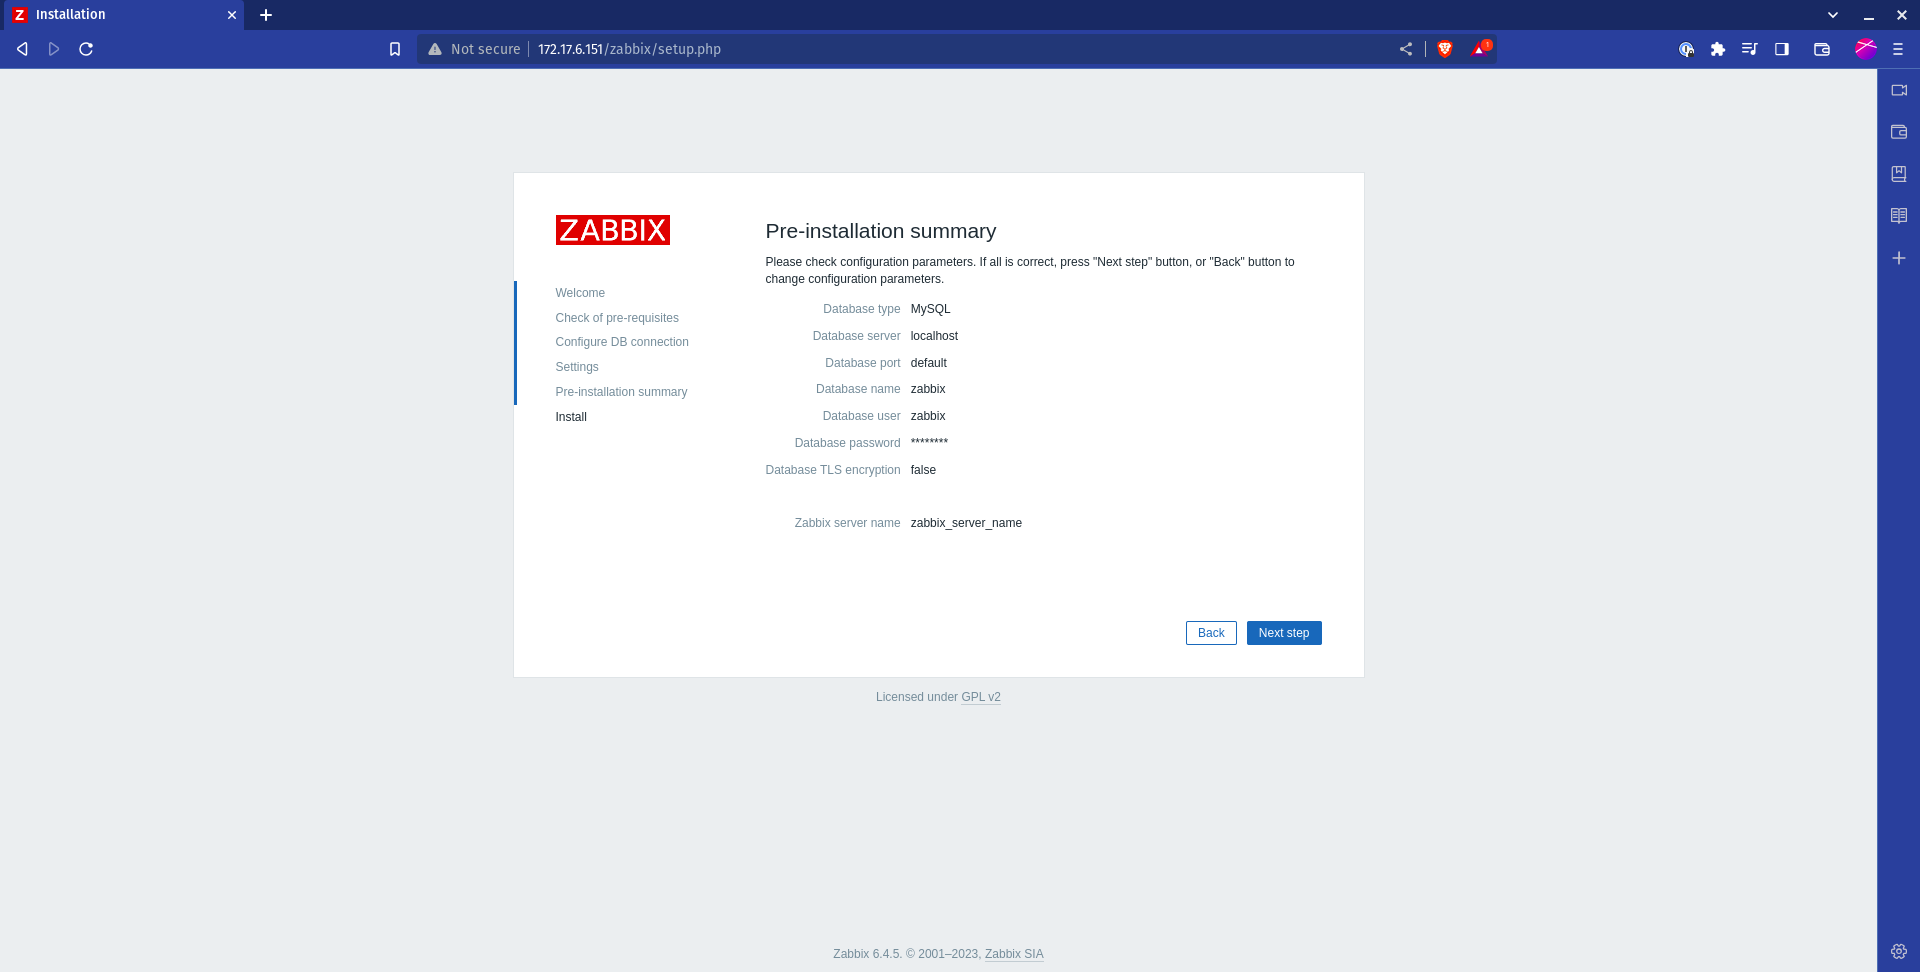 Installation
Not secure
172.17.6.151/zabbix/setup.php
1
ZABBIX
Welcome
Check of pre-requisites
Configure DB connection
Settings
Pre-installation summary
Install
Pre-installation summary
Please check configuration parameters. If all is correct, press "Next step" button, or "Back" button to
change configuration parameters.
Database type MySQL
Database server localhost
Database port default
Database name zabbix
Database user zabbix
Database password ********
Database TLS encryption false
Zabbix server name zabbix_server_name
Back Next step
Licensed under GPL v2
Zabbix 6.4.5. © 2001–2023, Zabbix SIA